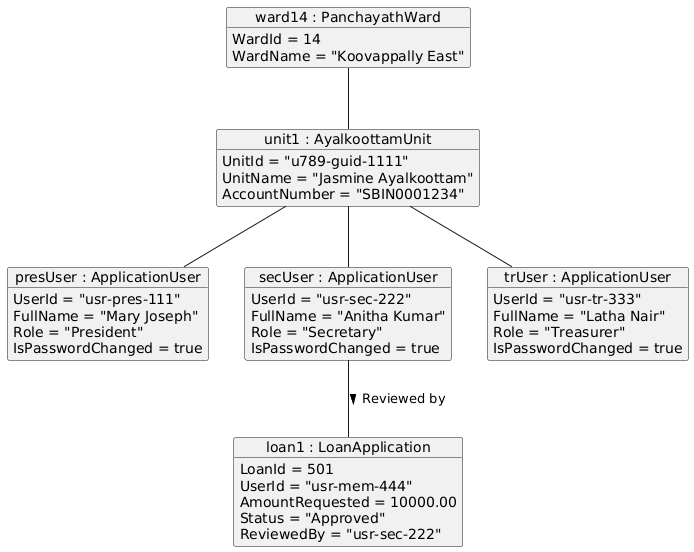 ward14 : PanchayathWard
WardId = 14
WardName = "Koovappally East"
unit1 : AyalkoottamUnit
UnitId = "u789-guid-1111"
UnitName = "Jasmine Ayalkoottam"
AccountNumber = "SBIN0001234"
presUser : ApplicationUser
UserId = "usr-pres-111"
FullName = "Mary Joseph"
Role = "President"
IsPasswordChanged = true
secUser : ApplicationUser
UserId = "usr-sec-222"
FullName = "Anitha Kumar"
Role = "Secretary"
IsPasswordChanged = true
trUser : ApplicationUser
UserId = "usr-tr-333"
FullName = "Latha Nair"
Role = "Treasurer"
IsPasswordChanged = true
Reviewed by
loan1 : LoanApplication
LoanId = 501
UserId = "usr-mem-444"
AmountRequested = 10000.00
Status = "Approved"
ReviewedBy = "usr-sec-222"